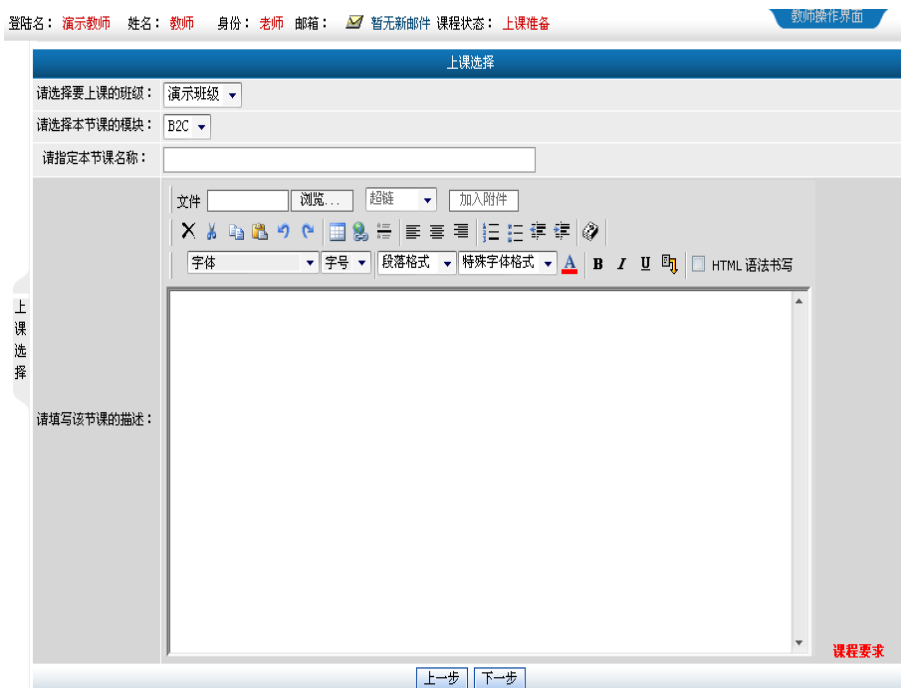 登陆名： 演示教师 姓名： 教师 身份： 老师 邮箱： 暂无新邮件 课程状态： 上课准备
教师操作界面
上课选择
请选择要上课的班级： 演示班级
请选择本节课的模块： B2C
请指定本节课名称：
文件 浏览... 超链 加入附件
字体 字号 段落格式 特殊字体格式 A B I U HTML 语法书写
上课选择
请填写该节课的描述：
课程要求
上一步 下一步